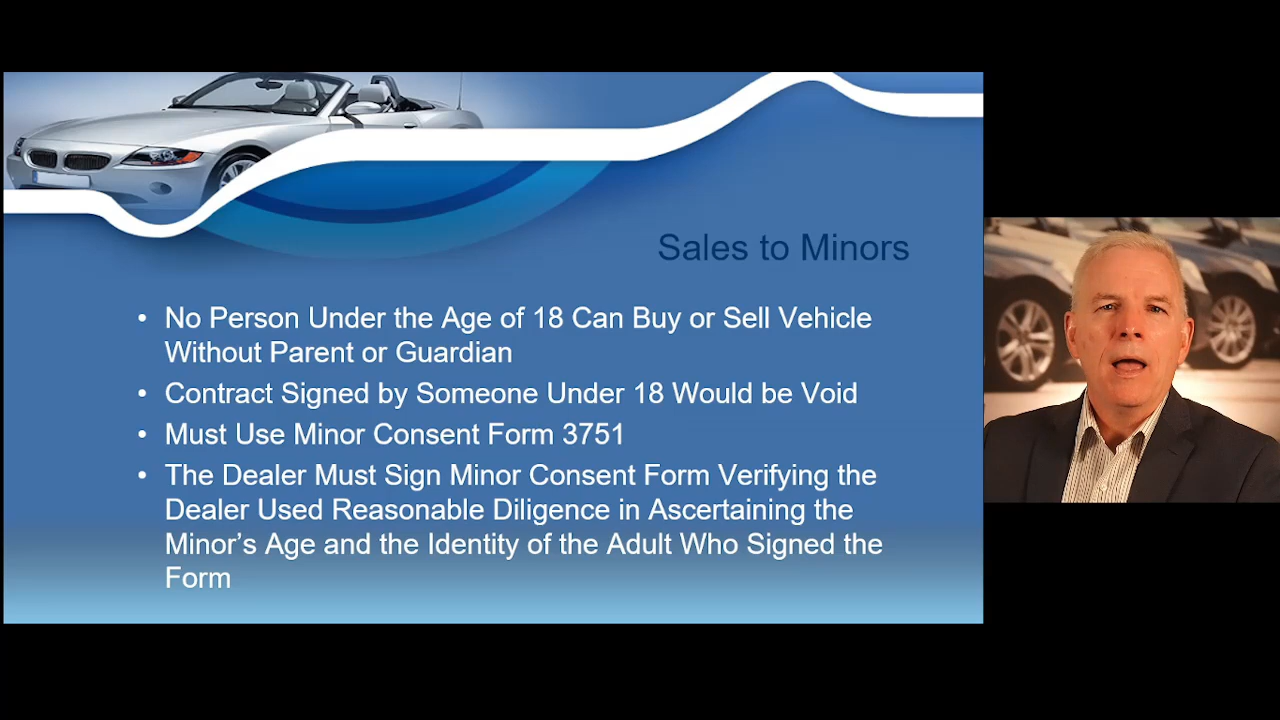 Sales to Minors
• No Person Under the Age of 18 Can Buy or Sell Vehicle
Without Parent or Guardian
• Contract Signed by Someone Under 18 Would be Void
• Must Use Minor Consent Form 3751
• The Dealer Must Sign Minor Consent Form Verifying the
Dealer Used Reasonable Diligence in Ascertaining the
Minor’s Age and the Identity of the Adult Who Signed the
Form